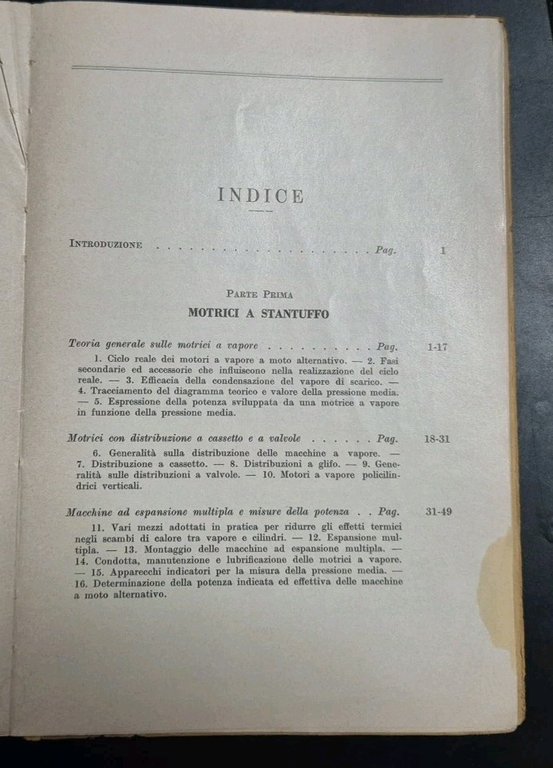 INDICE
INTRODUZIONE . . . . . . . . . . . . . . . . . . . . Pag. 1
PARTE PRIMA
MOTRICI A STANTUFFO
Teoria generale sulle motrici a vapore . . . . . . . . . . Pag. 1-17
1. Ciclo reale dei motori a vapore a moto alternativo. — 2. Fasi
secondarie ed accessorie che influiscono nella realizzazione del ciclo
reale. — 3. Efficacia della condensazione del vapore di scarico. —
4. Tracciamento del diagramma teorico e valore della pressione media.
— 5. Espressione della potenza sviluppata da una motrice a vapore
in funzione della pressione media.
Motrici con distribuzione a cassetto e a valvole . . . . . . Pag. 18-31
6. Generalità sulla distribuzione delle macchine a vapore. —
7. Distribuzione a cassetto. — 8. Distribuzioni a glifo. — 9. Gene-
ralità sulle distribuzioni a valvole. — 10. Motori a vapore policilin-
drici verticali.
Macchine ad espansione multipla e misure della potenza . . Pag. 31-49
11. Vari mezzi adottati in pratica per ridurre gli effetti termici
negli scambi di calore tra vapore e cilindri. — 12. Espansione mul-
tipla. — 13. Montaggio delle macchine ad espansione multipla. —
14. Condotta, manutenzione e lubrificazione delle motrici a vapore.
— 15. Apparecchi indicatori per la misura della pressione media. —
16. Determinazione della potenza indicata ed effettiva delle macchine
a moto alternativo.